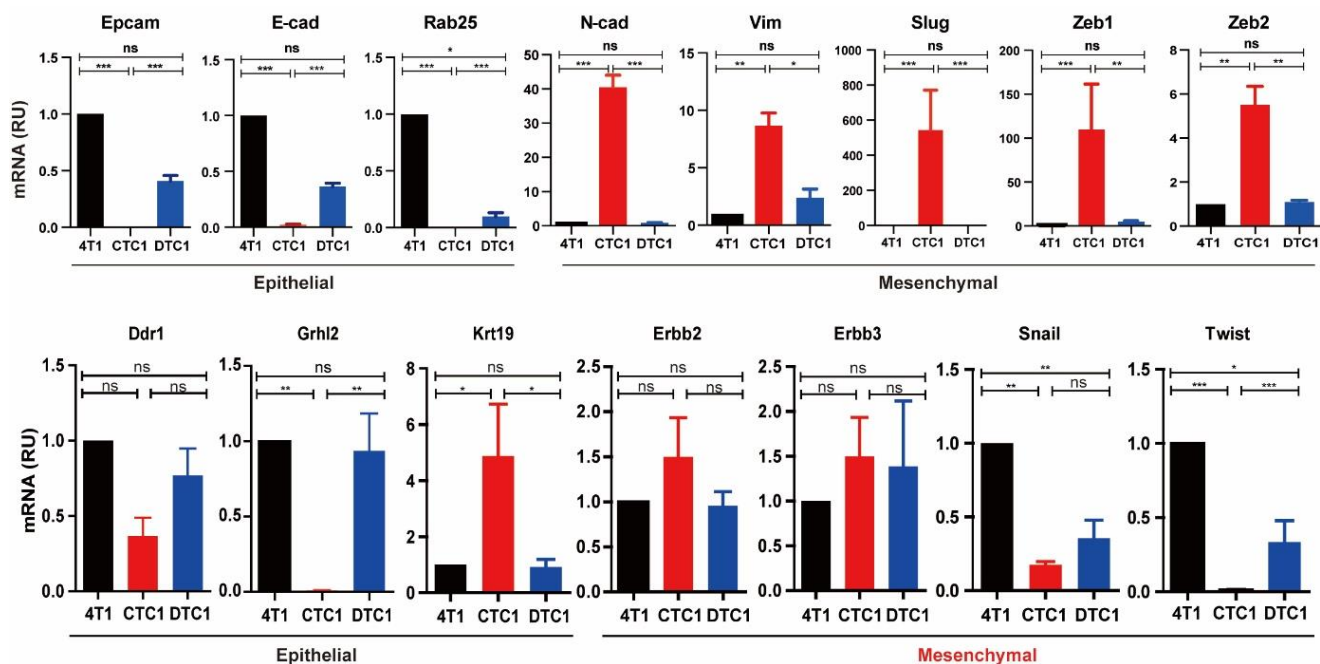 Epcam E-cad Rab25 N-cad Vim Slug Zeb1 Zeb2
mRNA (RU)
ns
*** ***
1.5
1.0
0.5
0.0
4T1 CTC1 DTC1
ns
*** ***
1.5
1.0
0.5
0.0
4T1 CTC1 DTC1
*
*** ***
1.5
1.0
0.5
0.0
4T1 CTC1 DTC1
ns
*** ***
50
40
30
20
10
0
4T1 CTC1 DTC1
ns
** *
15
10
5
0
4T1 CTC1 DTC1
ns
*** ***
1000
800
600
400
200
0
4T1 CTC1 DTC1
ns
*** **
200
150
100
50
0
4T1 CTC1 DTC1
ns
** **
8
6
4
2
0
4T1 CTC1 DTC1
Epithelial Mesenchymal
Ddr1 Grhl2 Krt19 Erbb2 Erbb3 Snail Twist
mRNA (RU)
ns
ns ns
1.5
1.0
0.5
0.0
4T1 CTC1 DTC1
ns
** **
1.5
1.0
0.5
0.0
4T1 CTC1 DTC1
ns
* *
8
6
4
2
0
4T1 CTC1 DTC1
ns
ns ns
2.5
2.0
1.5
1.0
0.5
0.0
4T1 CTC1 DTC1
ns
ns ns
2.5
2.0
1.5
1.0
0.5
0.0
4T1 CTC1 DTC1
**
** ns
1.5
1.0
0.5
0.0
4T1 CTC1 DTC1
*
*** ***
1.5
1.0
0.5
0.0
4T1 CTC1 DTC1
Epithelial Mesenchymal